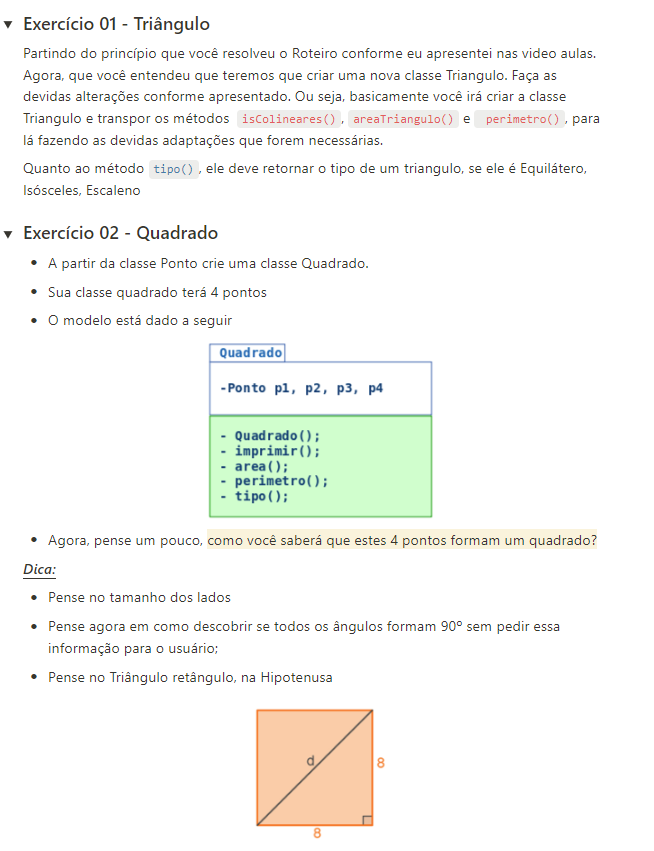 Exercício 01 - Triângulo
Partindo do princípio que você resolveu o Roteiro conforme eu apresentei nas video aulas.
Agora, que você entendeu que teremos que criar uma nova classe Triangulo. Faça as
devidas alterações conforme apresentado. Ou seja, basicamente você irá criar a classe
Triangulo e transpor os métodos isColineares(), areaTriangulo() e perimetro(), para
lá fazendo as devidas adaptações que forem necessárias.
Quanto ao método tipo(), ele deve retornar o tipo de um triangulo, se ele é Equilátero,
Isósceles, Escaleno
Exercício 02 - Quadrado
A partir da classe Ponto crie uma classe Quadrado.
Sua classe quadrado terá 4 pontos
O modelo está dado a seguir
Quadrado
-Ponto p1, p2, p3, p4
- Quadrado();
- imprimir();
- area();
- perimetro();
- tipo();
Agora, pense um pouco, como você saberá que estes 4 pontos formam um quadrado?
Dica:
Pense no tamanho dos lados
Pense agora em como descobrir se todos os ângulos formam 90º sem pedir essa
informação para o usuário;
Pense no Triângulo retângulo, na Hipotenusa
d
8
8